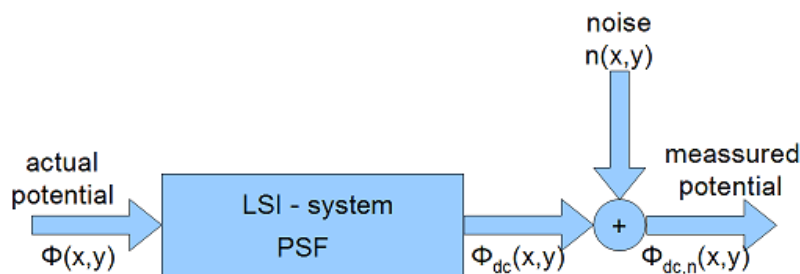 noise
n(x,y)
actual
potential
Φ(x,y)
LSI - system
PSF
Φdc(x,y)
+
meassured
potential
Φdc,n(x,y)